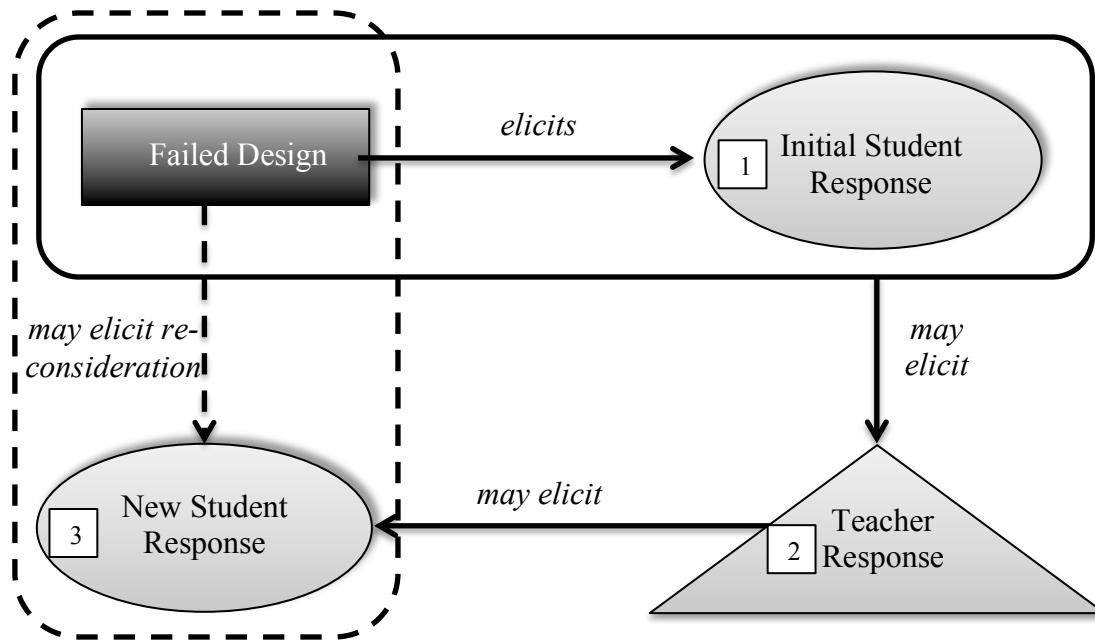 Failed Design
elicits
1
Initial Student
Response
may elicit re-
consideration
may
elicit
3
New Student
Response
may elicit
2
Teacher
Response